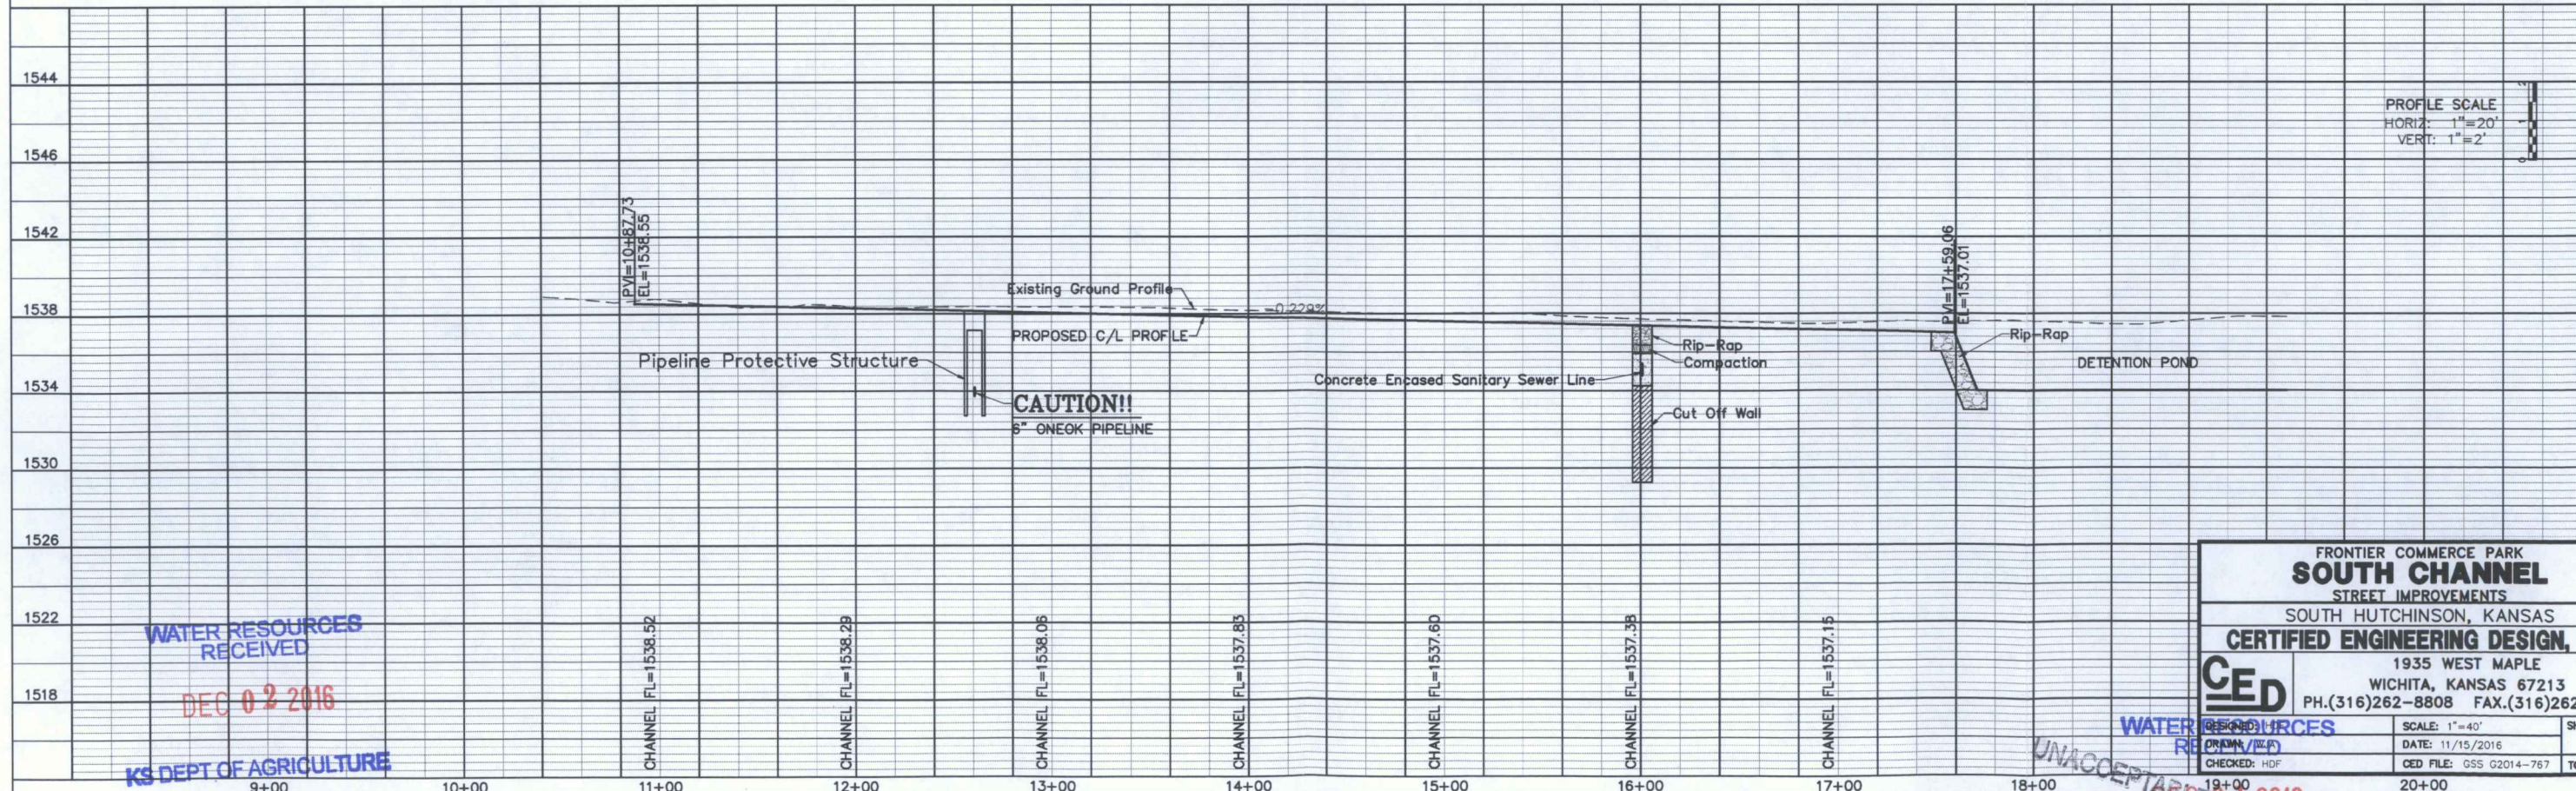 1544
1546
1542
1538
1534
1530
1526
1522
1518
PROFILE SCALE
HORIZ: 1"=20'
VERT: 1"=2'
2
1
0
PVI=10+87.73
EL=1538.55
Existing Ground Profile
0.229%
PROPOSED C/L PROFILE
Pipeline Protective Structure
CAUTION!!
6" ONEOK PIPELINE
Rip-Rap
Compaction
Concrete Encased Sanitary Sewer Line
Cut Off Wall
PVI=17+59.06
EL=1537.01
Rip-Rap
DETENTION POND
CHANNEL FL=1538.52
CHANNEL FL=1538.29
CHANNEL FL=1538.06
CHANNEL FL=1537.83
CHANNEL FL=1537.60
CHANNEL FL=1537.38
CHANNEL FL=1537.15
WATER RESOURCES
RECEIVED
DEC 02 2016
KS DEPT OF AGRICULTURE
FRONTIER COMMERCE PARK
SOUTH CHANNEL
STREET IMPROVEMENTS
SOUTH HUTCHINSON, KANSAS
CERTIFIED ENGINEERING DESIGN,
CED
1935 WEST MAPLE
WICHITA, KANSAS 67213
PH.(316)262-8808 FAX.(316)262
DESIGNED:
SCALE: 1"=40'
DRAWN:
DATE: 11/15/2016
CHECKED: HDF
CED FILE: GSS G2014-767
WATER RESOURCES
RECEIVED
9+00
10+00
11+00
12+00
13+00
14+00
15+00
16+00
17+00
18+00
19+00
20+00